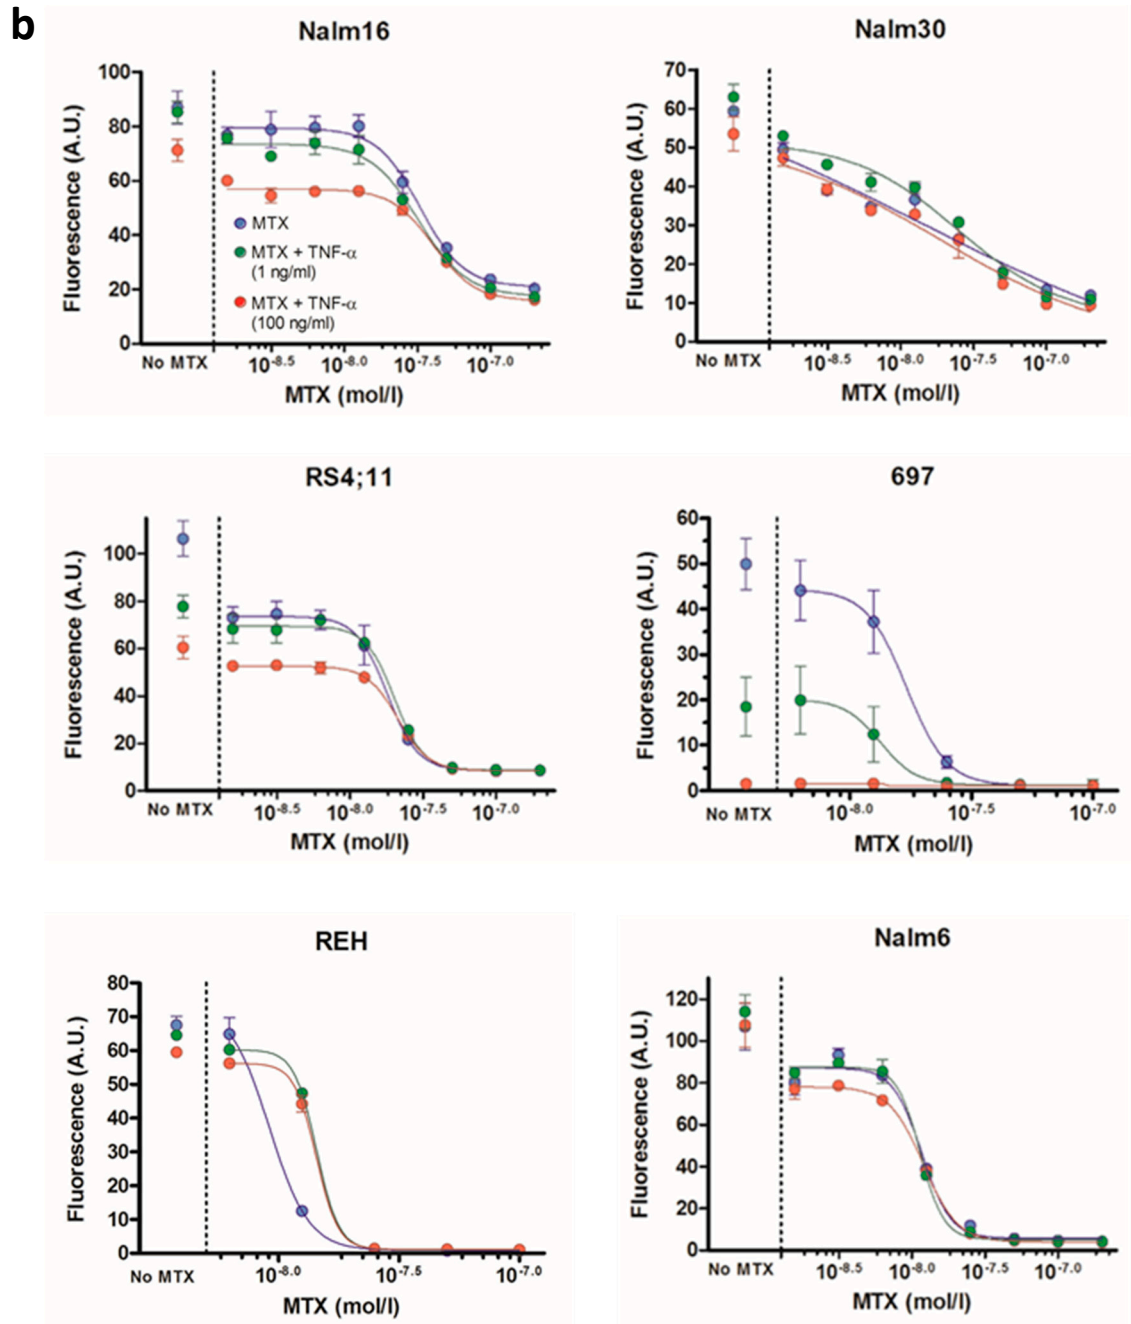 b
Nalm16
Fluorescence (A.U.)
100
80
60
40
20
0
MTX
MTX + TNF-α
(1 ng/ml)
MTX + TNF-α
(100 ng/ml)
No MTX
10-8.5
10-8.0
10-7.5
10-7.0
MTX (mol/l)
Nalm30
Fluorescence (A.U.)
70
60
50
40
30
20
10
0
No MTX
10-8.5
10-8.0
10-7.5
10-7.0
MTX (mol/l)
RS4;11
Fluorescence (A.U.)
100
80
60
40
20
0
No MTX
10-8.5
10-8.0
10-7.5
10-7.0
MTX (mol/l)
697
Fluorescence (A.U.)
60
50
40
30
20
10
0
No MTX
10-8.0
10-7.5
10-7.0
MTX (mol/l)
REH
Fluorescence (A.U.)
80
70
60
50
40
30
20
10
0
No MTX
10-8.0
10-7.5
10-7.0
MTX (mol/l)
Nalm6
Fluorescence (A.U.)
120
100
80
60
40
20
0
No MTX
10-8.5
10-8.0
10-7.5
10-7.0
MTX (mol/l)